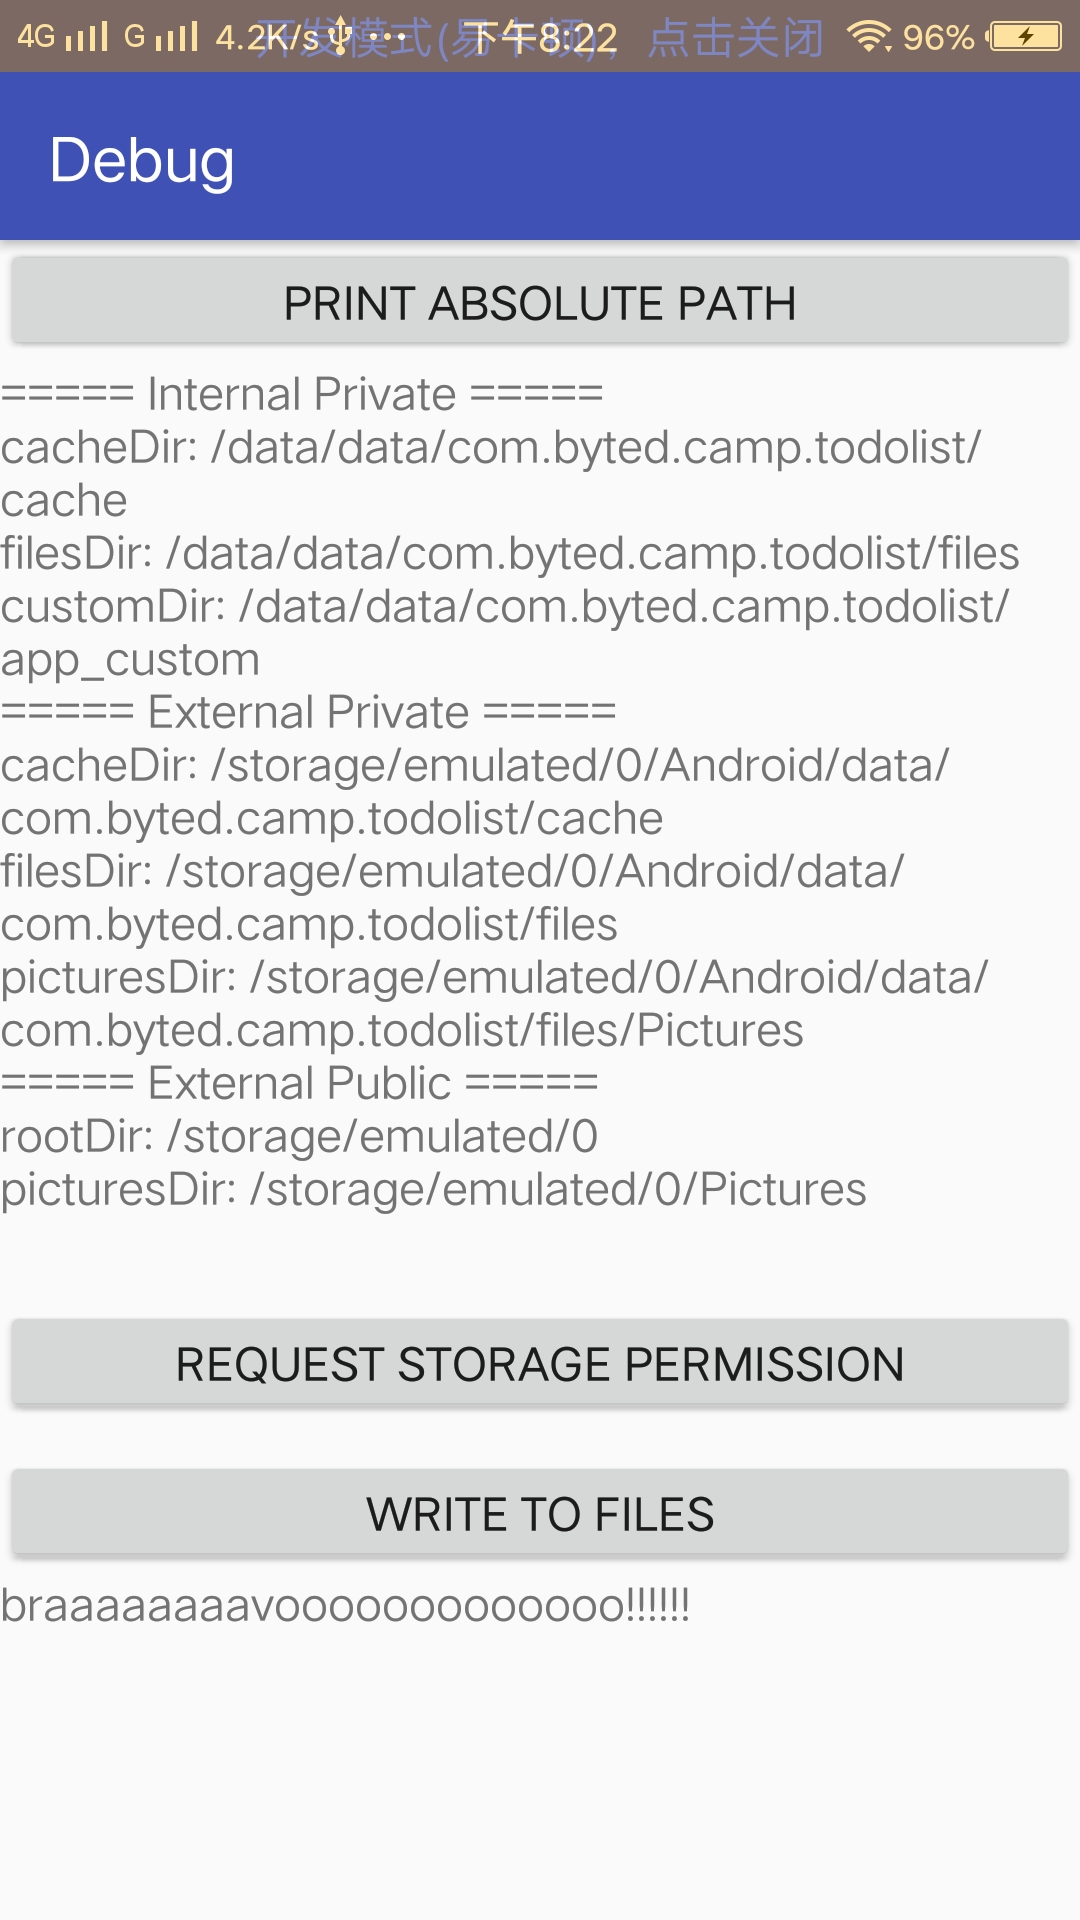 4G G 4.2K/s 下午8:22 96%
开发模式(易卡顿)，点击关闭
Debug
PRINT ABSOLUTE PATH
===== Internal Private =====
cacheDir: /data/data/com.byted.camp.todolist/
cache
filesDir: /data/data/com.byted.camp.todolist/files
customDir: /data/data/com.byted.camp.todolist/
app_custom
===== External Private =====
cacheDir: /storage/emulated/0/Android/data/
com.byted.camp.todolist/cache
filesDir: /storage/emulated/0/Android/data/
com.byted.camp.todolist/files
picturesDir: /storage/emulated/0/Android/data/
com.byted.camp.todolist/files/Pictures
===== External Public =====
rootDir: /storage/emulated/0
picturesDir: /storage/emulated/0/Pictures
REQUEST STORAGE PERMISSION
WRITE TO FILES
braaaaaaaavooooooooooooo!!!!!!